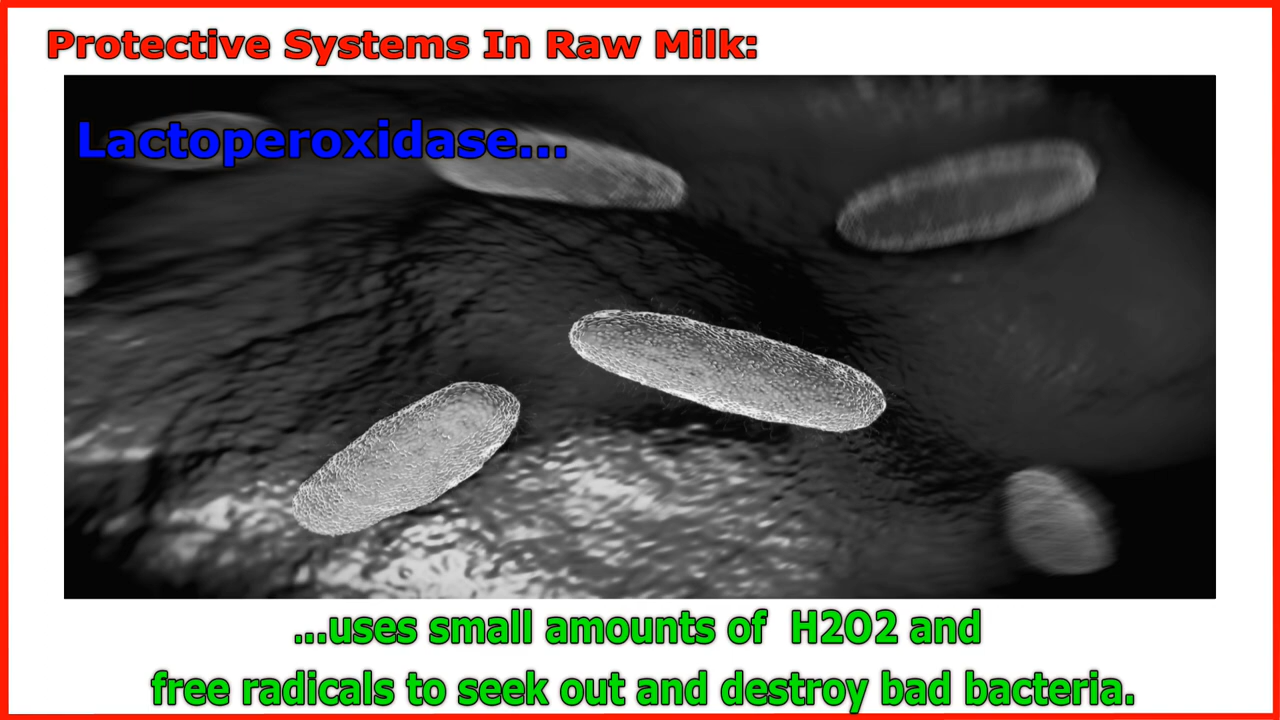 Protective Systems In Raw Milk:
Lactoperoxidase...
...uses small amounts of H2O2 and
free radicals to seek out and destroy bad bacteria.